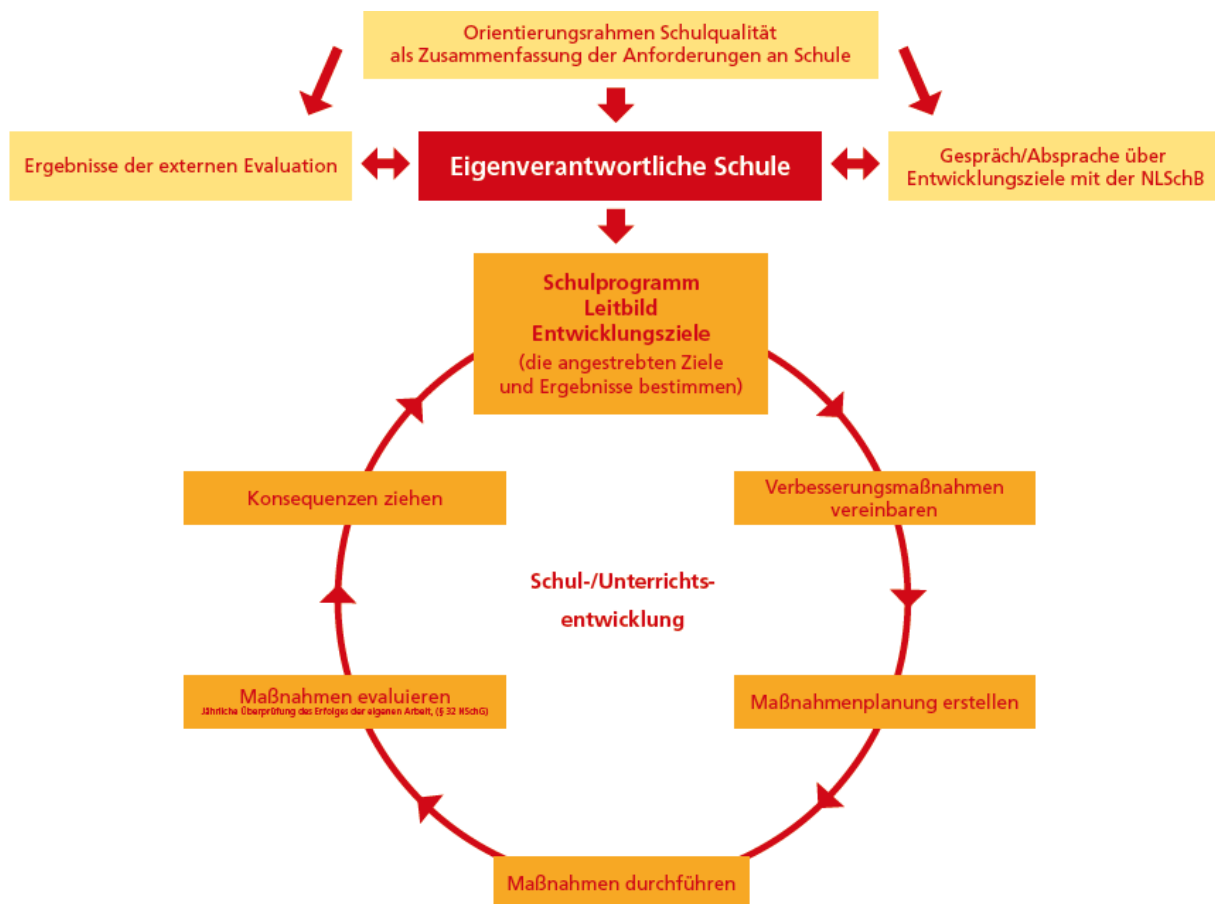 Orientierungsrahmen Schulqualität
als Zusammenfassung der Anforderungen an Schule
Ergebnisse der externen Evaluation
Eigenverantwortliche Schule
Gespräch/Absprache über
Entwicklungsziele mit der NLSchB
Schulprogramm
Leitbild
Entwicklungsziele
(die angestrebten Ziele
und Ergebnisse bestimmen)
Konsequenzen ziehen
Verbesserungsmaßnahmen
vereinbaren
Schul-/Unterrichts-
entwicklung
Maßnahmen evaluieren
Jährliche Überprüfung des Erfolges der eigenen Arbeit, (§ 32 NSchG)
Maßnahmenplanung erstellen
Maßnahmen durchführen